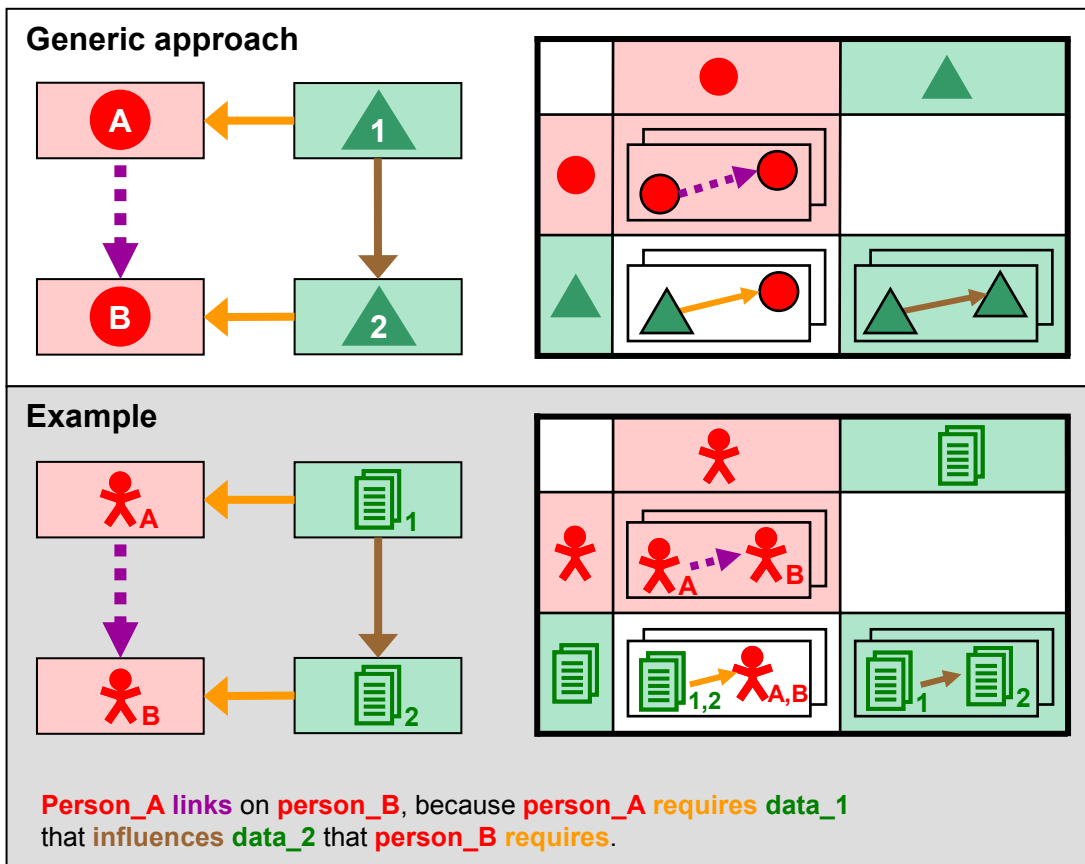 Generic approach
A
1
B
2
Example
A
1
A
B
B
2
1,2
A,B
1
2
Person_A links on person_B, because person_A requires data_1
that influences data_2 that person_B requires.